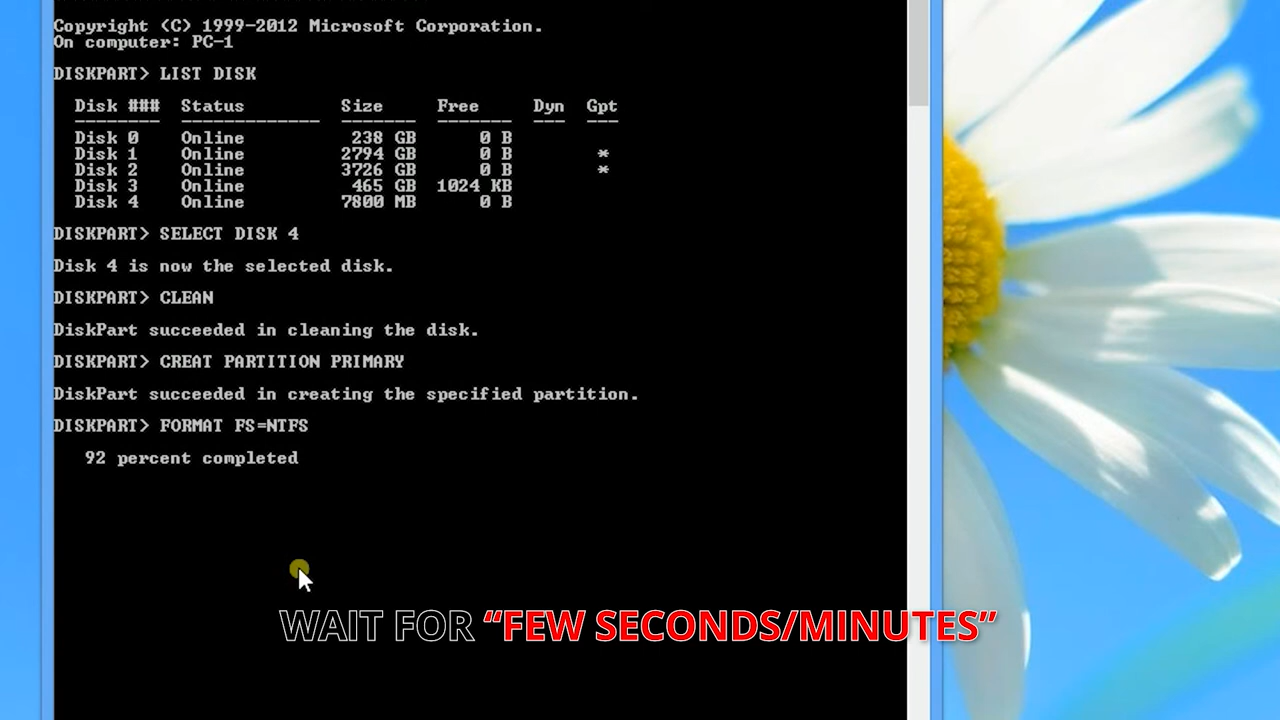 Copyright (C) 1999-2012 Microsoft Corporation.
On computer: PC-1
DISKPART> LIST DISK
Disk ### Status Size Free Dyn Gpt
-------- ------------- ------- ------- --- ---
Disk 0 Online 238 GB 0 B
Disk 1 Online 2794 GB 0 B *
Disk 2 Online 3726 GB 0 B *
Disk 3 Online 465 GB 1024 KB
Disk 4 Online 7800 MB 0 B
DISKPART> SELECT DISK 4
Disk 4 is now the selected disk.
DISKPART> CLEAN
DiskPart succeeded in cleaning the disk.
DISKPART> CREAT PARTITION PRIMARY
DiskPart succeeded in creating the specified partition.
DISKPART> FORMAT FS=NTFS
92 percent completed
WAIT FOR “FEW SECONDS/MINUTES”